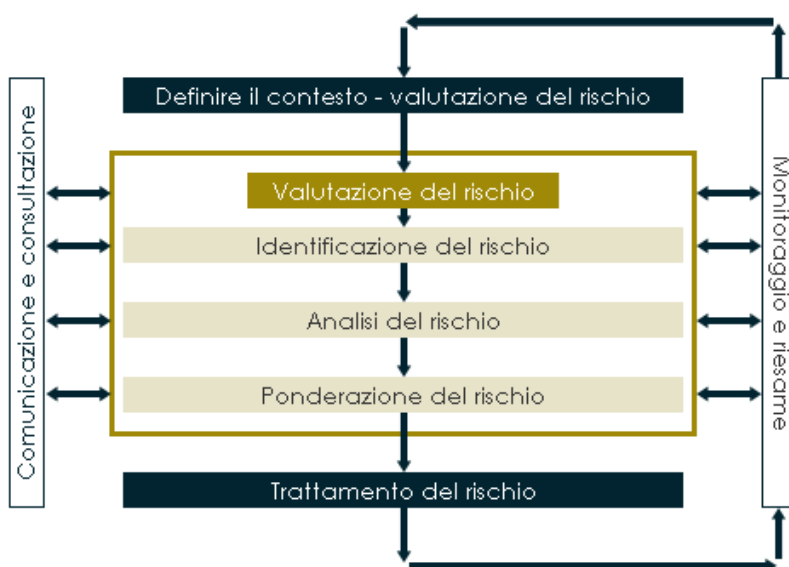 Definire il contesto - valutazione del rischio
Comunicazione e consultazione
Valutazione del rischio
Identificazione del rischio
Analisi del rischio
Ponderazione del rischio
Monitoraggio e riesame
Trattamento del rischio